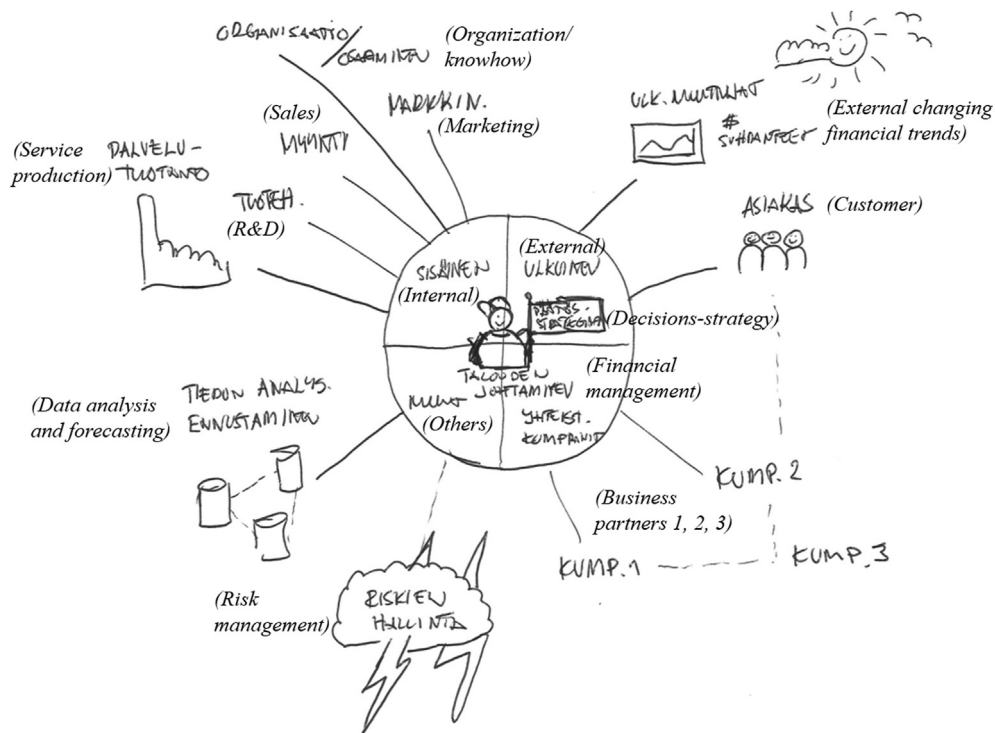 ORGANISAATIO/
OSAAMINEN
(Organization/
knowhow)
MARKKIN.
(Marketing)
(Sales)
MYYNTI
(Service
production)
PALVELU-
TUOTANTO
TUOTEH.
(R&D)
ULK. MUUTTUJAT
$
SUHDANTEET
(External changing
financial trends)
ASIAKAS (Customer)
SISÄINEN
(Internal)
(External)
ULKOINEN
PÄÄTÖS-
STRATEGIA
(Decisions-strategy)
TALOUDEN
JOHTAMINEN
(Financial
management)
MUUT
(Others)
YHTEIST.
KUMPPANIT
(Data analysis
and forecasting)
TIEDON ANALYS.
ENNUSTAMINEN
(Business
partners 1, 2, 3)
KUMP. 2
KUMP. 1
KUMP. 3
(Risk
management)
RISKIEN
HALLINTA